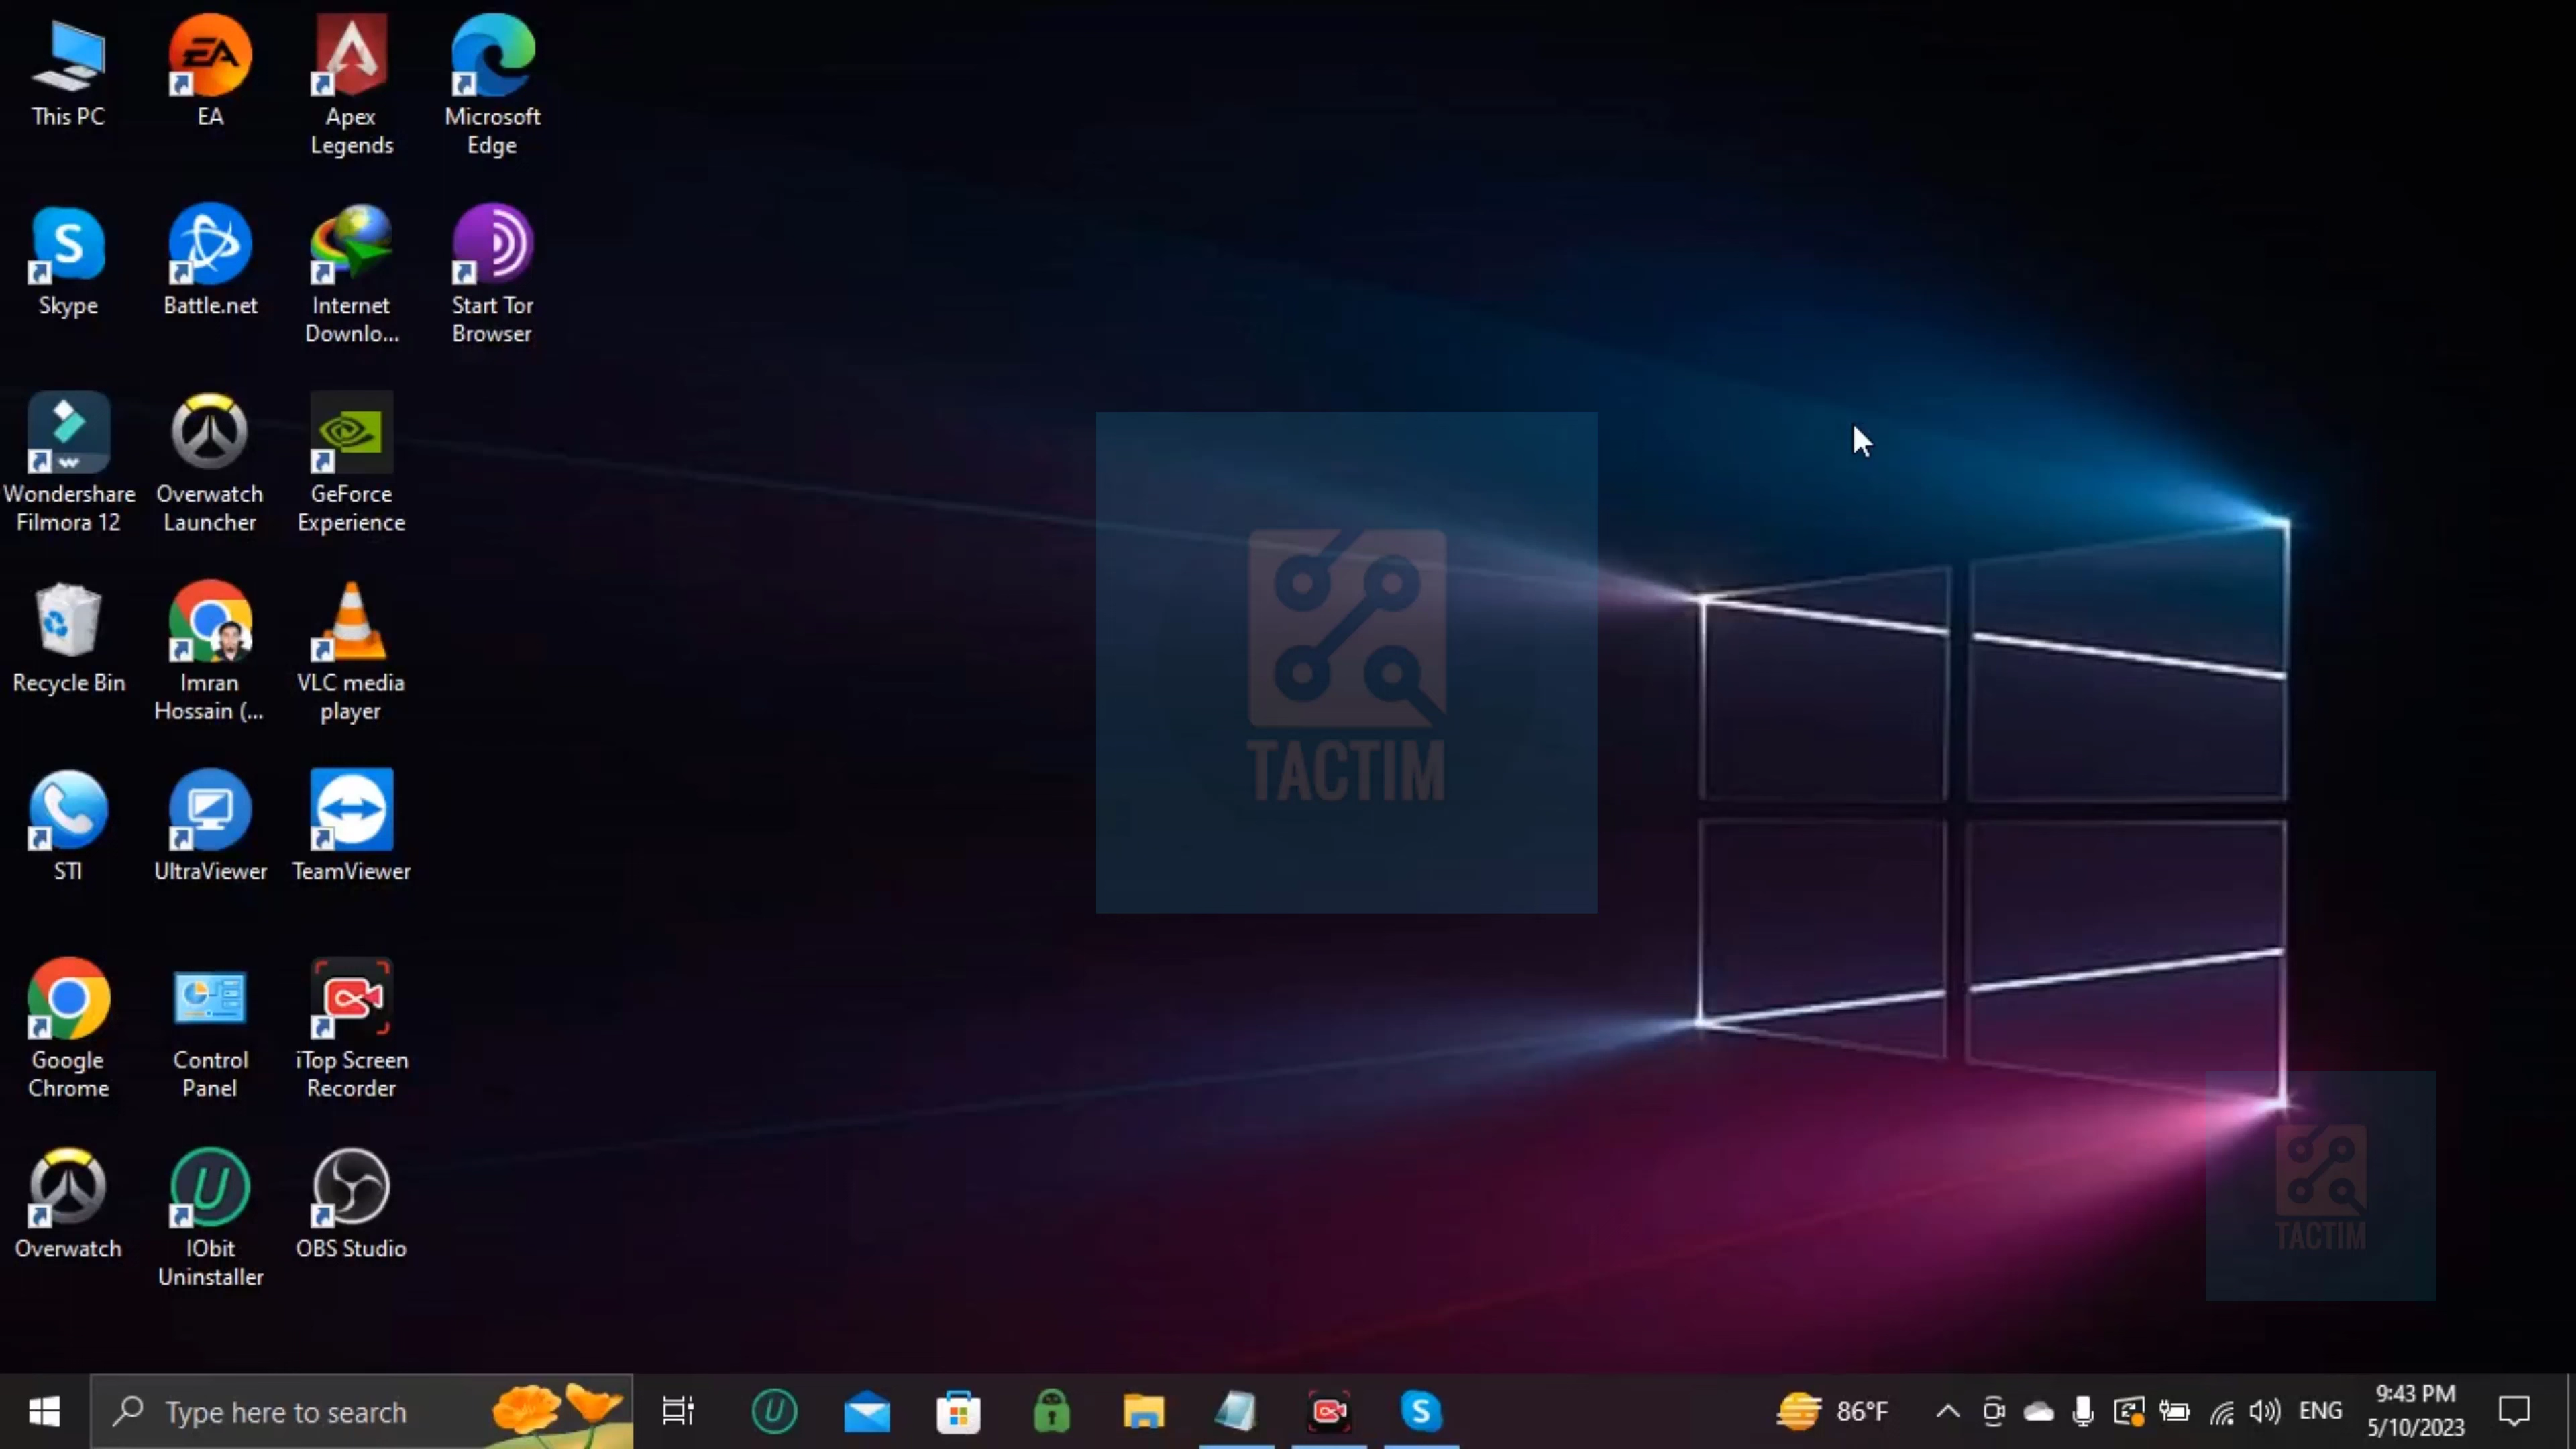 This PC
EA
Apex
Legends
Microsoft
Edge
Skype
Battle.net
Internet
Downlo...
Start Tor
Browser
Wondershare
Filmora 12
Overwatch
Launcher
GeForce
Experience
Recycle Bin
Imran
Hossain (...
VLC media
player
STI
UltraViewer
TeamViewer
Google
Chrome
Control
Panel
iTop Screen
Recorder
Overwatch
IObit
Uninstaller
OBS Studio
TACTIM
TACTIM
Type here to search
86°F
ENG
9:43 PM
5/10/2023